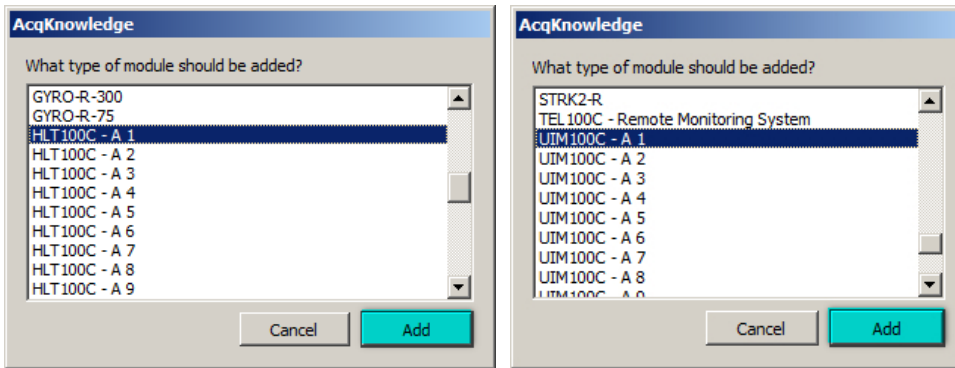 AcqKnowledge
What type of module should be added?
GYRO-R-300
GYRO-R-75
HLT100C - A 1
HLT100C - A 2
HLT100C - A 3
HLT100C - A 4
HLT100C - A 5
HLT100C - A 6
HLT100C - A 7
HLT100C - A 8
HLT100C - A 9
Cancel
Add
AcqKnowledge
What type of module should be added?
STRK2-R
TEL100C - Remote Monitoring System
UIM100C - A 1
UIM100C - A 2
UIM100C - A 3
UIM100C - A 4
UIM100C - A 5
UIM100C - A 6
UIM100C - A 7
UIM100C - A 8
UIM100C - A 9
Cancel
Add